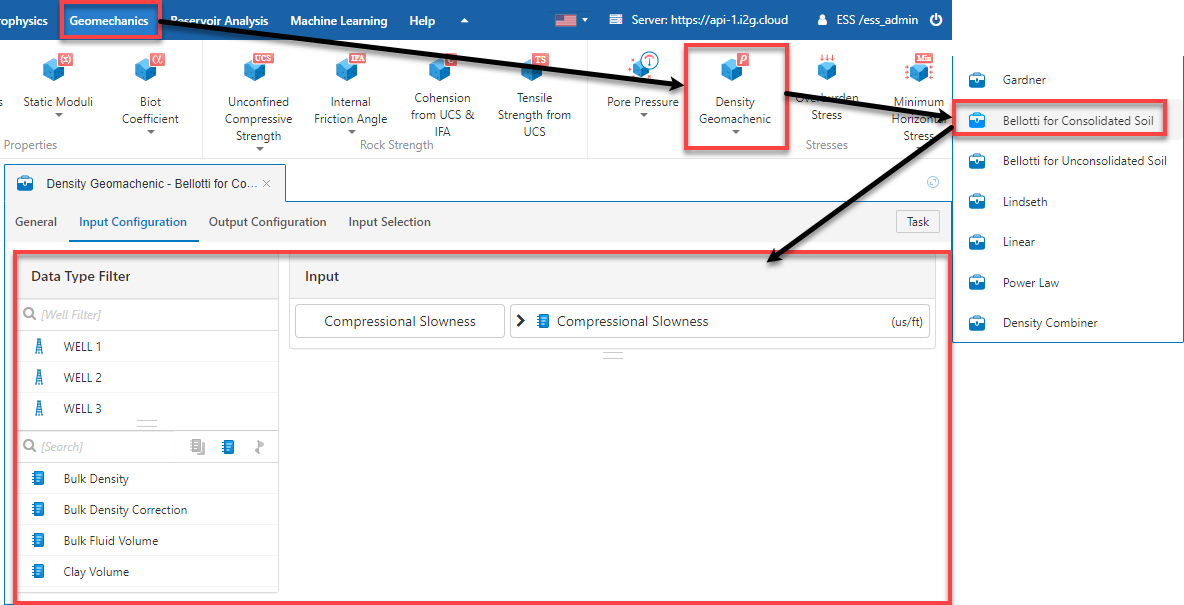 rophysics
Geomechanics
Reservoir Analysis
Machine Learning
Help
Server: https://api-1.i2g.cloud
ESS /ess_admin
s
Static Moduli
Biot
Coefficient
Properties
UCS
Unconfined
Compressive
Strength
IFA
Internal
Friction Angle
C
Cohension
from UCS &
IFA
TS
Tensile
Strength from
UCS
Rock Strength
Pore Pressure
ρ
Density
Geomachenic
Overburden
Stress
Min
Minimum
Horizontal
Stress
Stresses
(x)
α
Gardner
Bellotti for Consolidated Soil
Bellotti for Unconsolidated Soil
Lindseth
Linear
Power Law
Density Combiner
Density Geomachenic - Bellotti for Co...
General
Input Configuration
Output Configuration
Input Selection
Task
Data Type Filter
[Well Filter]
WELL 1
WELL 2
WELL 3
[Search]
Bulk Density
Bulk Density Correction
Bulk Fluid Volume
Clay Volume
Input
Compressional Slowness
Compressional Slowness
(us/ft)